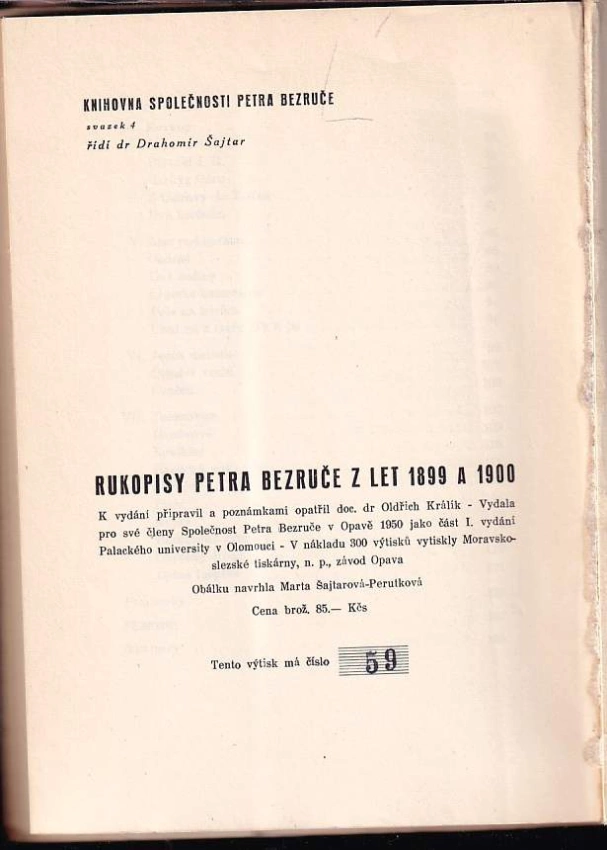 KNIHOVNA SPOLEČNOSTI PETRA BEZRUČE
svazek 4
řídí dr Drahomír Šajtar
RUKOPISY PETRA BEZRUČE Z LET 1899 A 1900
K vydání připravil a poznámkami opatřil doc. dr Oldřich Králík - Vydala
pro své členy Společnost Petra Bezruče v Opavě 1950 jako část I. vydání
Palackého university v Olomouci - V nákladu 300 výtisků vytiskly Moravsko-
slezské tiskárny, n. p., závod Opava
Obálku navrhla Marta Šajtarová-Perutková
Cena brož. 85.— Kčs
Tento výtisk má číslo 59